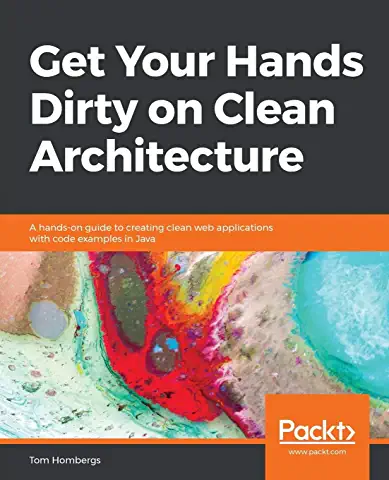 Get Your Hands
Dirty on Clean
Architecture
A hands-on guide to creating clean web applications
with code examples in Java
Packt>
www.packt.com
Tom Hombergs